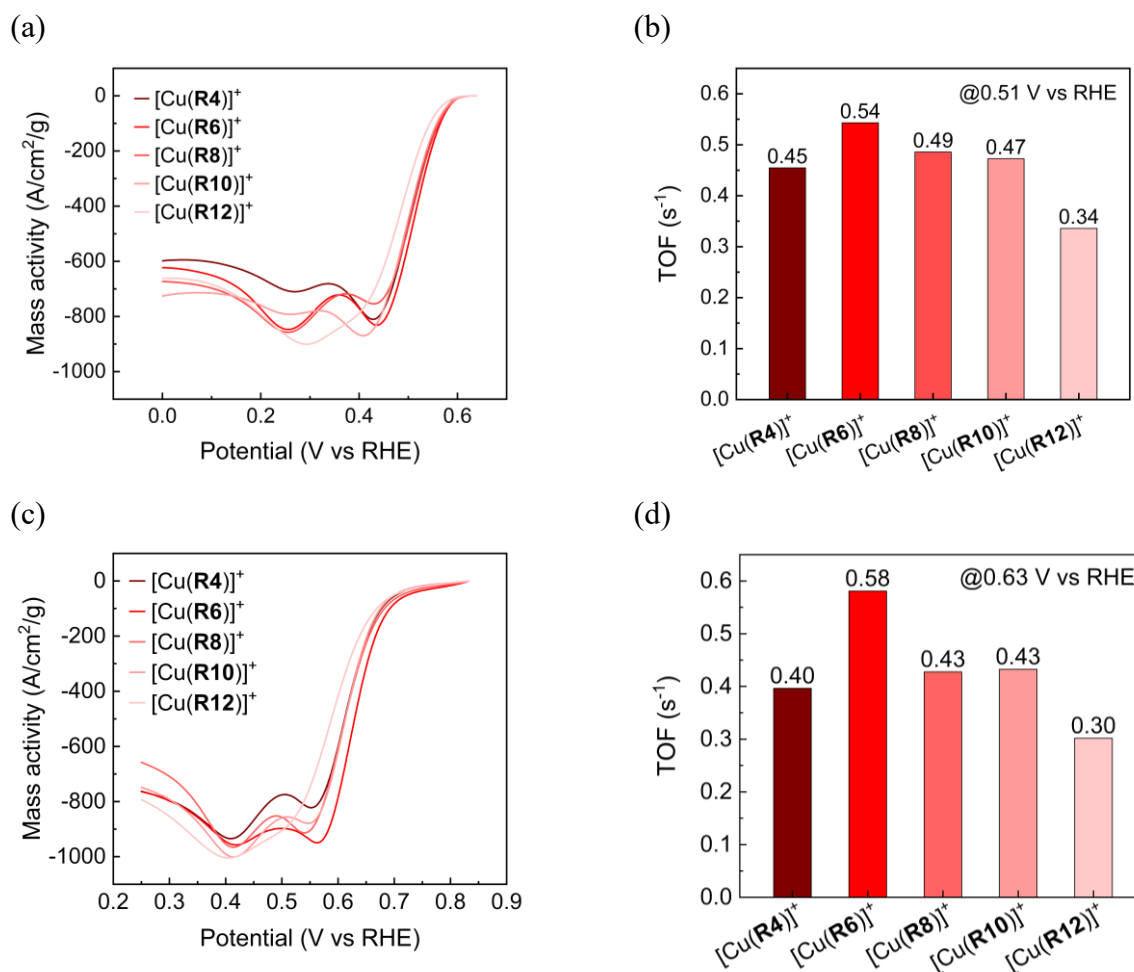 (a)
Mass activity (A/cm²/g)
0
-200
-400
-600
-800
-1000
[Cu(R4)]⁺
[Cu(R6)]⁺
[Cu(R8)]⁺
[Cu(R10)]⁺
[Cu(R12)]⁺
0.0 0.2 0.4 0.6
Potential (V vs RHE)
(b)
@0.51 V vs RHE
TOF (s⁻¹)
0.6
0.5
0.4
0.3
0.2
0.1
0.0
0.45 0.54 0.49 0.47 0.34
[Cu(R4)]⁺ [Cu(R6)]⁺ [Cu(R8)]⁺ [Cu(R10)]⁺ [Cu(R12)]⁺
(c)
Mass activity (A/cm²/g)
0
-200
-400
-600
-800
-1000
[Cu(R4)]⁺
[Cu(R6)]⁺
[Cu(R8)]⁺
[Cu(R10)]⁺
[Cu(R12)]⁺
0.2 0.3 0.4 0.5 0.6 0.7 0.8 0.9
Potential (V vs RHE)
(d)
@0.63 V vs RHE
TOF (s⁻¹)
0.6
0.5
0.4
0.3
0.2
0.1
0.0
0.40 0.58 0.43 0.43 0.30
[Cu(R4)]⁺ [Cu(R6)]⁺ [Cu(R8)]⁺ [Cu(R10)]⁺ [Cu(R12)]⁺